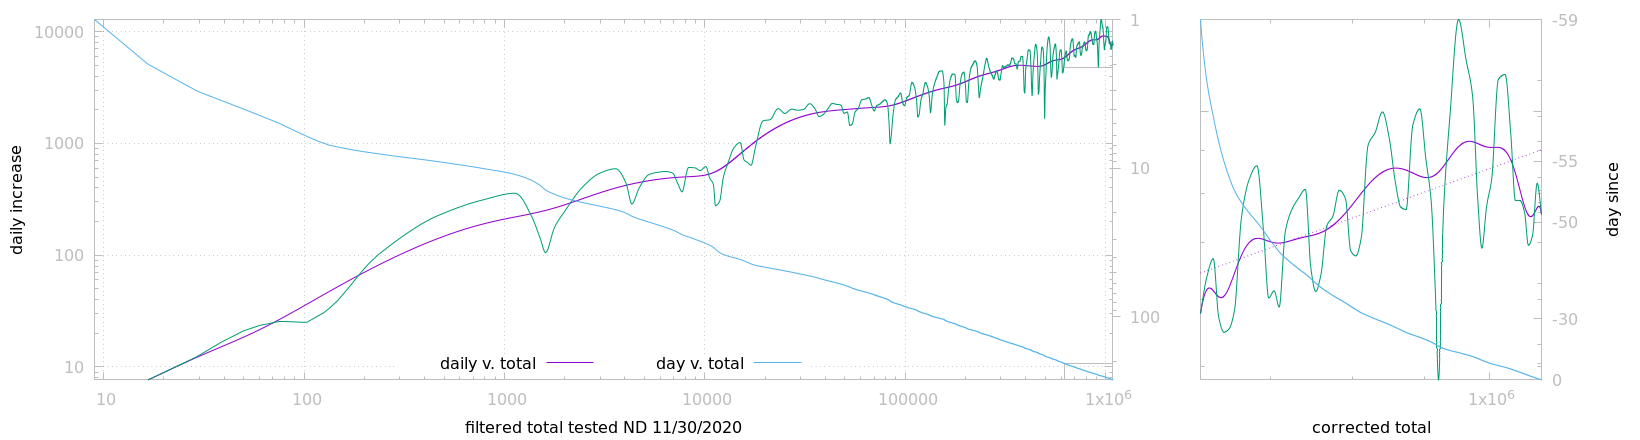 10000
1000
100
10
daily increase
10
100
1000
10000
100000
1x10^6
1
10
100
daily v. total
day v. total
filtered total tested ND 11/30/2020
-59
-55
-50
-30
0
day since
1x10^6
corrected total